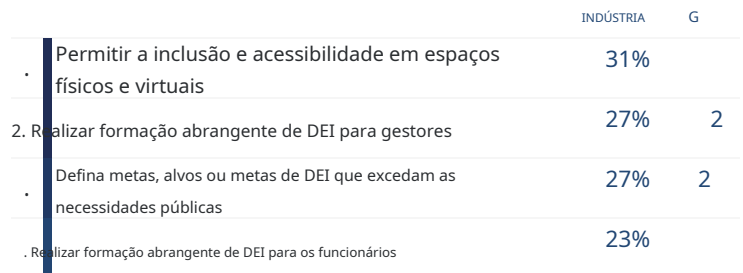 INDÚSTRIA G
Permitir a inclusão e acessibilidade em espaços
. físicos e virtuais 31%
2. Realizar formação abrangente de DEI para gestores 27% 2
Defina metas, alvos ou metas de DEI que excedam as
. necessidades públicas 27% 2
. Realizar formação abrangente de DEI para os funcionários 23%